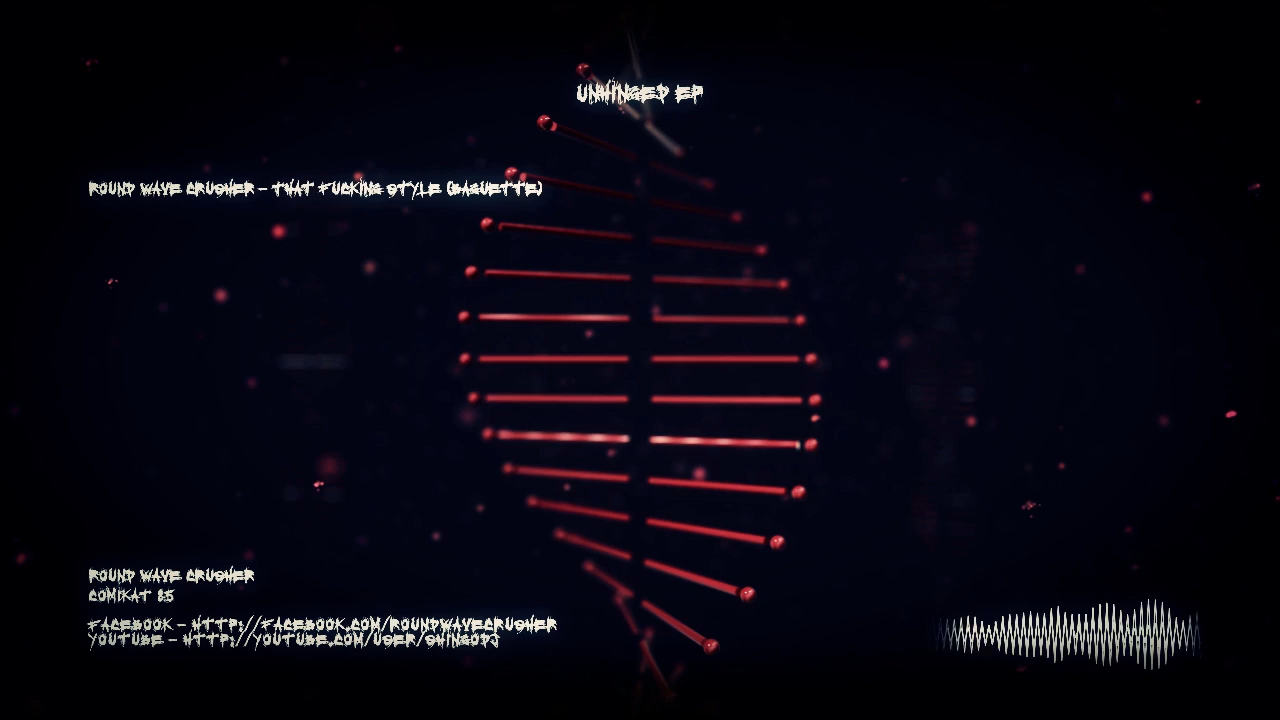 UNHINGED EP
ROUND WAVE CRUSHER - THAT FUCKING STYLE (BAGUETTE)
ROUND WAVE CRUSHER
COMIKAT 85
FACEBOOK - HTTP://FACEBOOK.COM/ROUNDWAVECRUSHER
YOUTUBE - HTTP://YOUTUBE.COM/USER/SHINGODJ